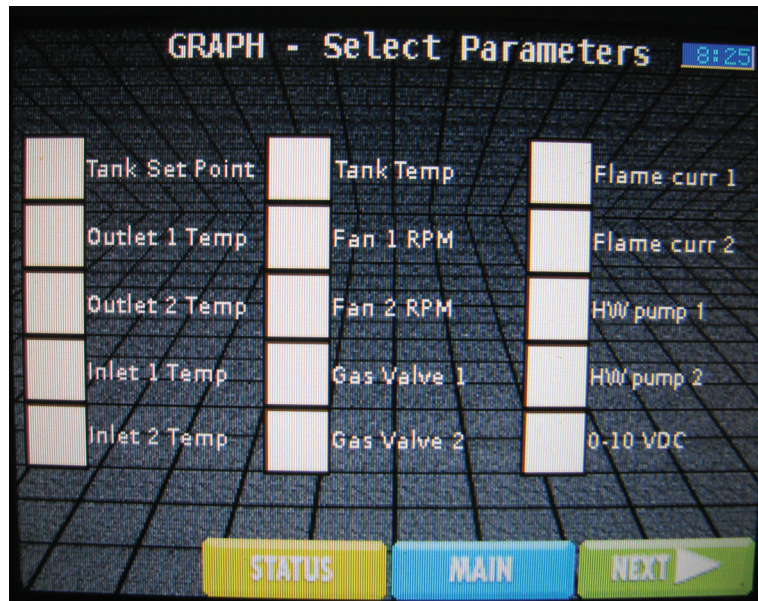 GRAPH - Select Parameters 8:25
Tank Set Point Tank Temp Flame curr 1
Outlet 1 Temp Fan 1 RPM Flame curr 2
Outlet 2 Temp Fan 2 RPM HW pump 1
Inlet 1 Temp Gas Valve 1 HW pump 2
Inlet 2 Temp Gas Valve 2 0-10 VDC
STATUS MAIN NEXT